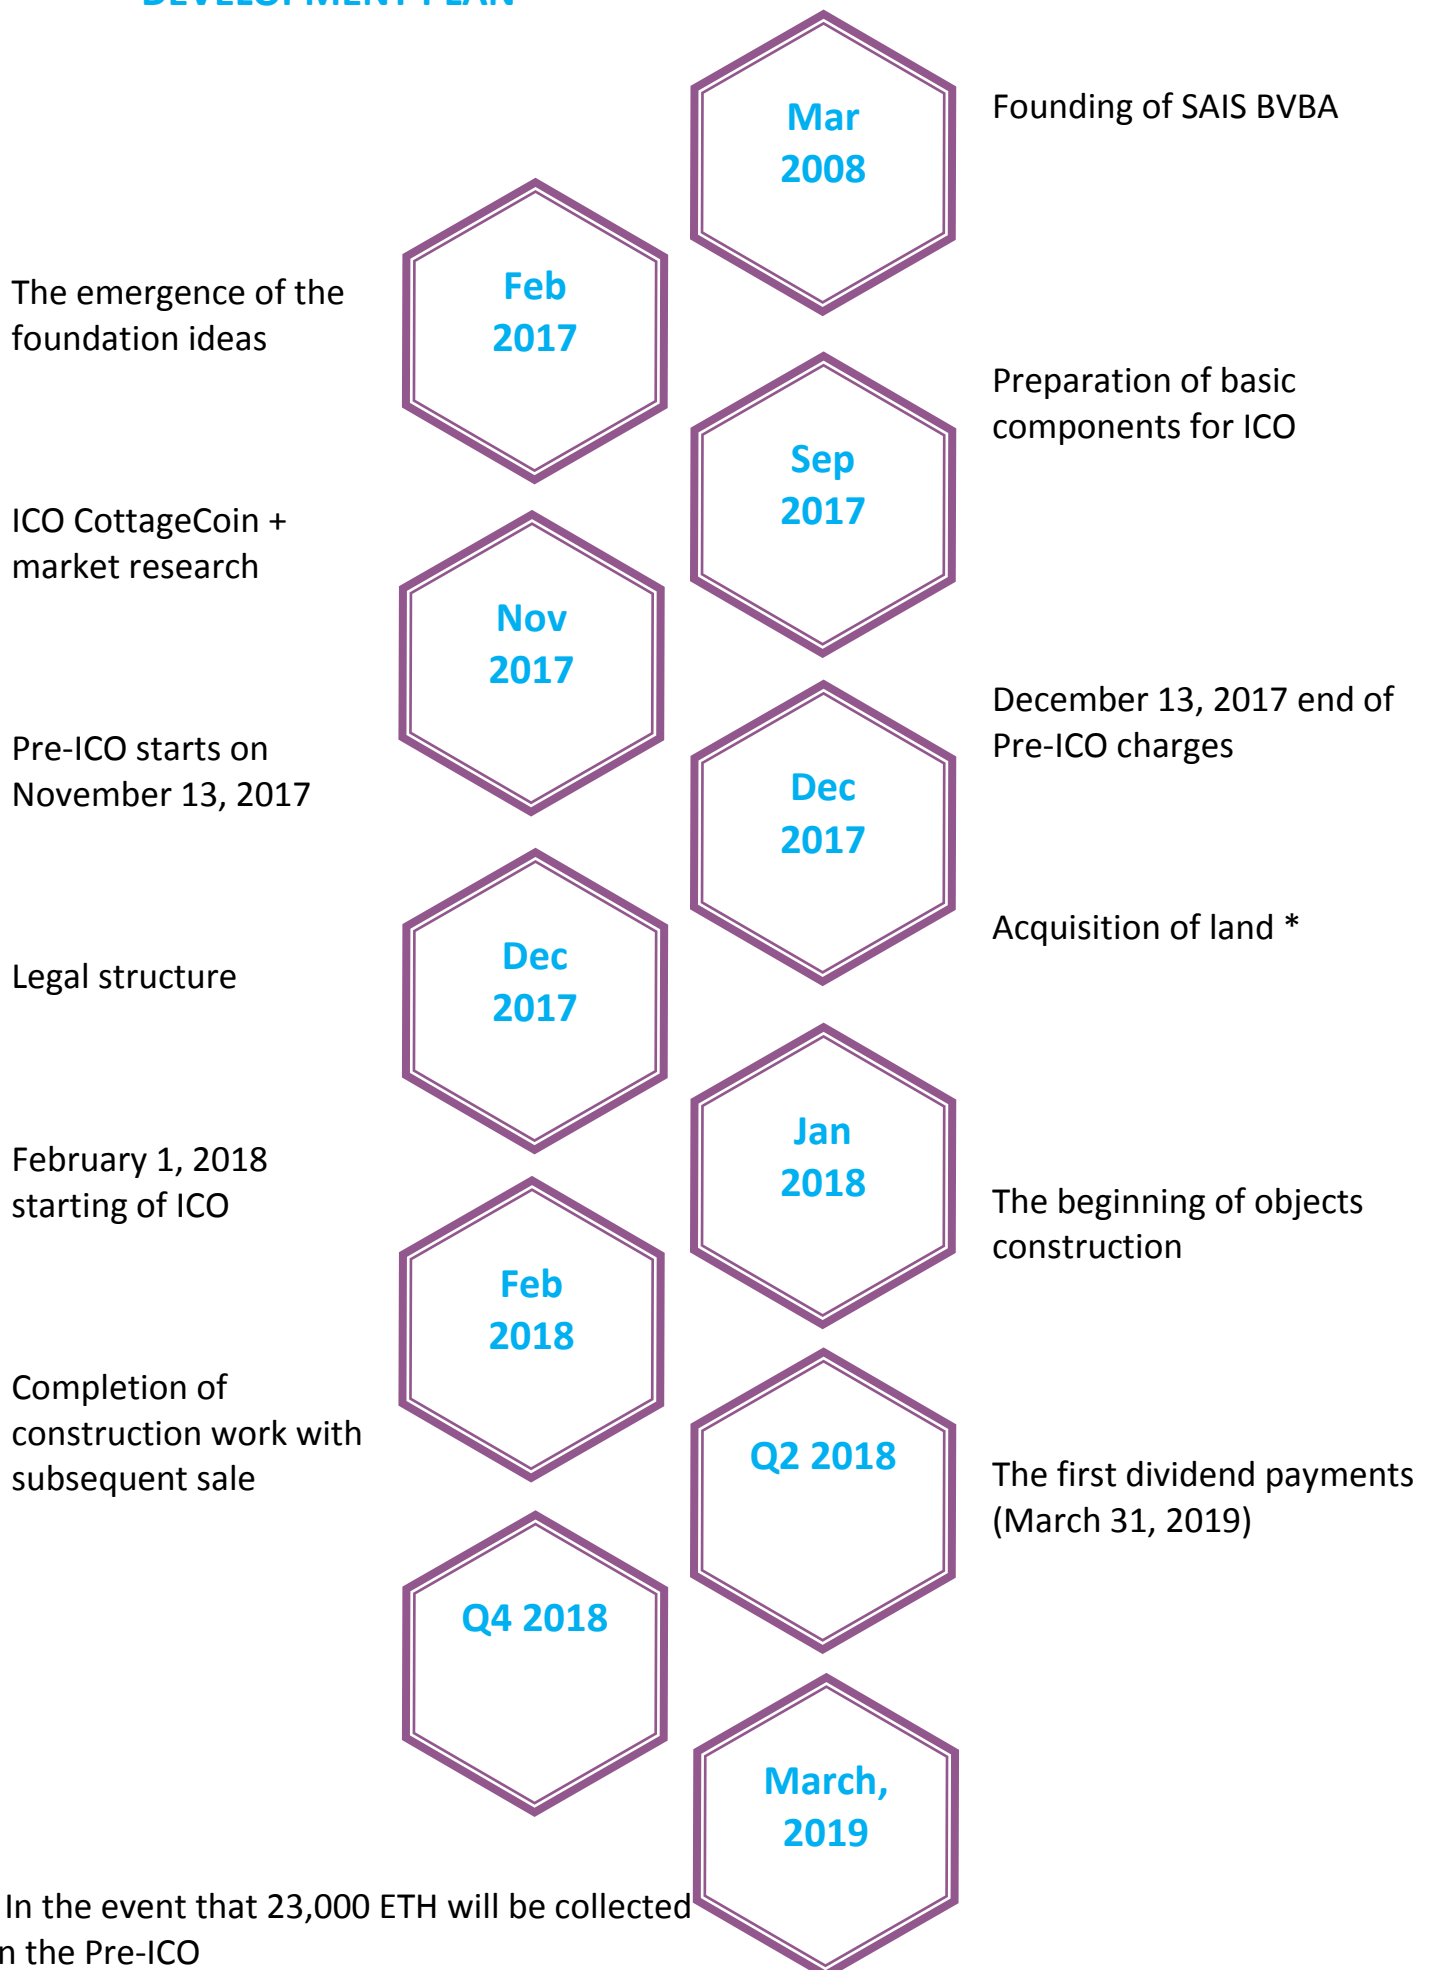 DEVELOPMENT PLAN
Mar
2008
Founding of SAIS BVBA
The emergence of the
foundation ideas
Feb
2017
Preparation of basic
components for ICO
Sep
2017
ICO CottageCoin +
market research
Nov
2017
December 13, 2017 end of
Pre-ICO charges
Pre-ICO starts on
November 13, 2017
Dec
2017
Acquisition of land *
Legal structure
Dec
2017
Jan
2018
February 1, 2018
starting of ICO
The beginning of objects
construction
Feb
2018
Completion of
construction work with
subsequent sale
Q2 2018
The first dividend payments
(March 31, 2019)
Q4 2018
March,
2019
In the event that 23,000 ETH will be collected
n the Pre-ICO